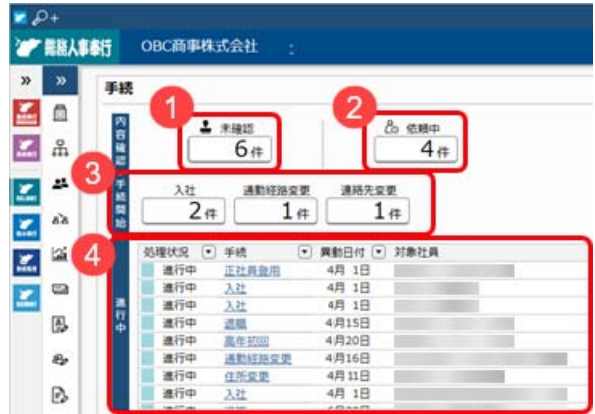 総務人事奉行 OBC商事株式会社 :
» »
手続
1 2
内容確認 未確認 依頼中
6件 4件
3
手続開始 入社 通勤経路変更 連絡先変更
2件 1件 1件
4
処理状況 手続 異動日付 対象社員
進行中
進行中 正社員登用 4月 1日
進行中 入社 4月 1日
進行中 入社 4月 1日
進行中 退職 4月15日
進行中 高年初回 4月20日
進行中 通勤経路変更 4月16日
進行中 住所変更 4月11日
進行中 入社 4月 1日